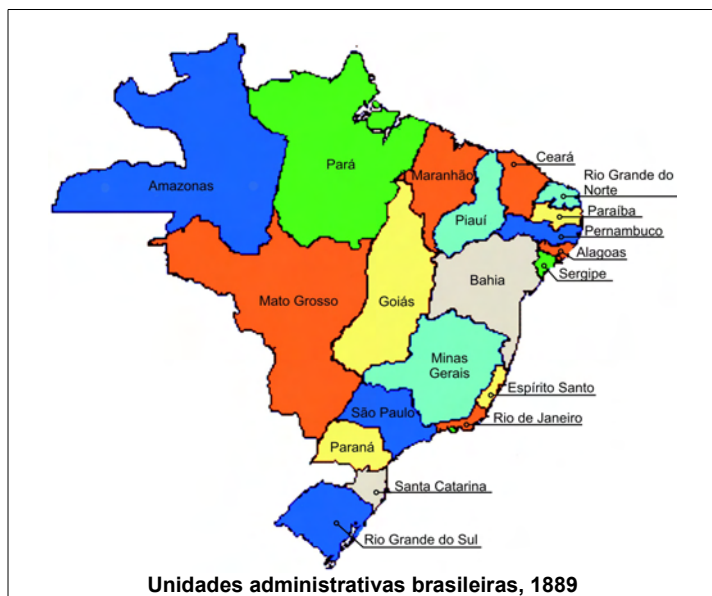 Ceará
Pará
Maranhão
Rio Grande do
Norte
Amazonas
Piauí
Paraíba
Pernambuco
Alagoas
Sergipe
Bahia
Mato Grosso
Goiás
Minas
Gerais
Espírito Santo
São Paulo
Rio de Janeiro
Paraná
Santa Catarina
Rio Grande do Sul
Unidades administrativas brasileiras, 1889